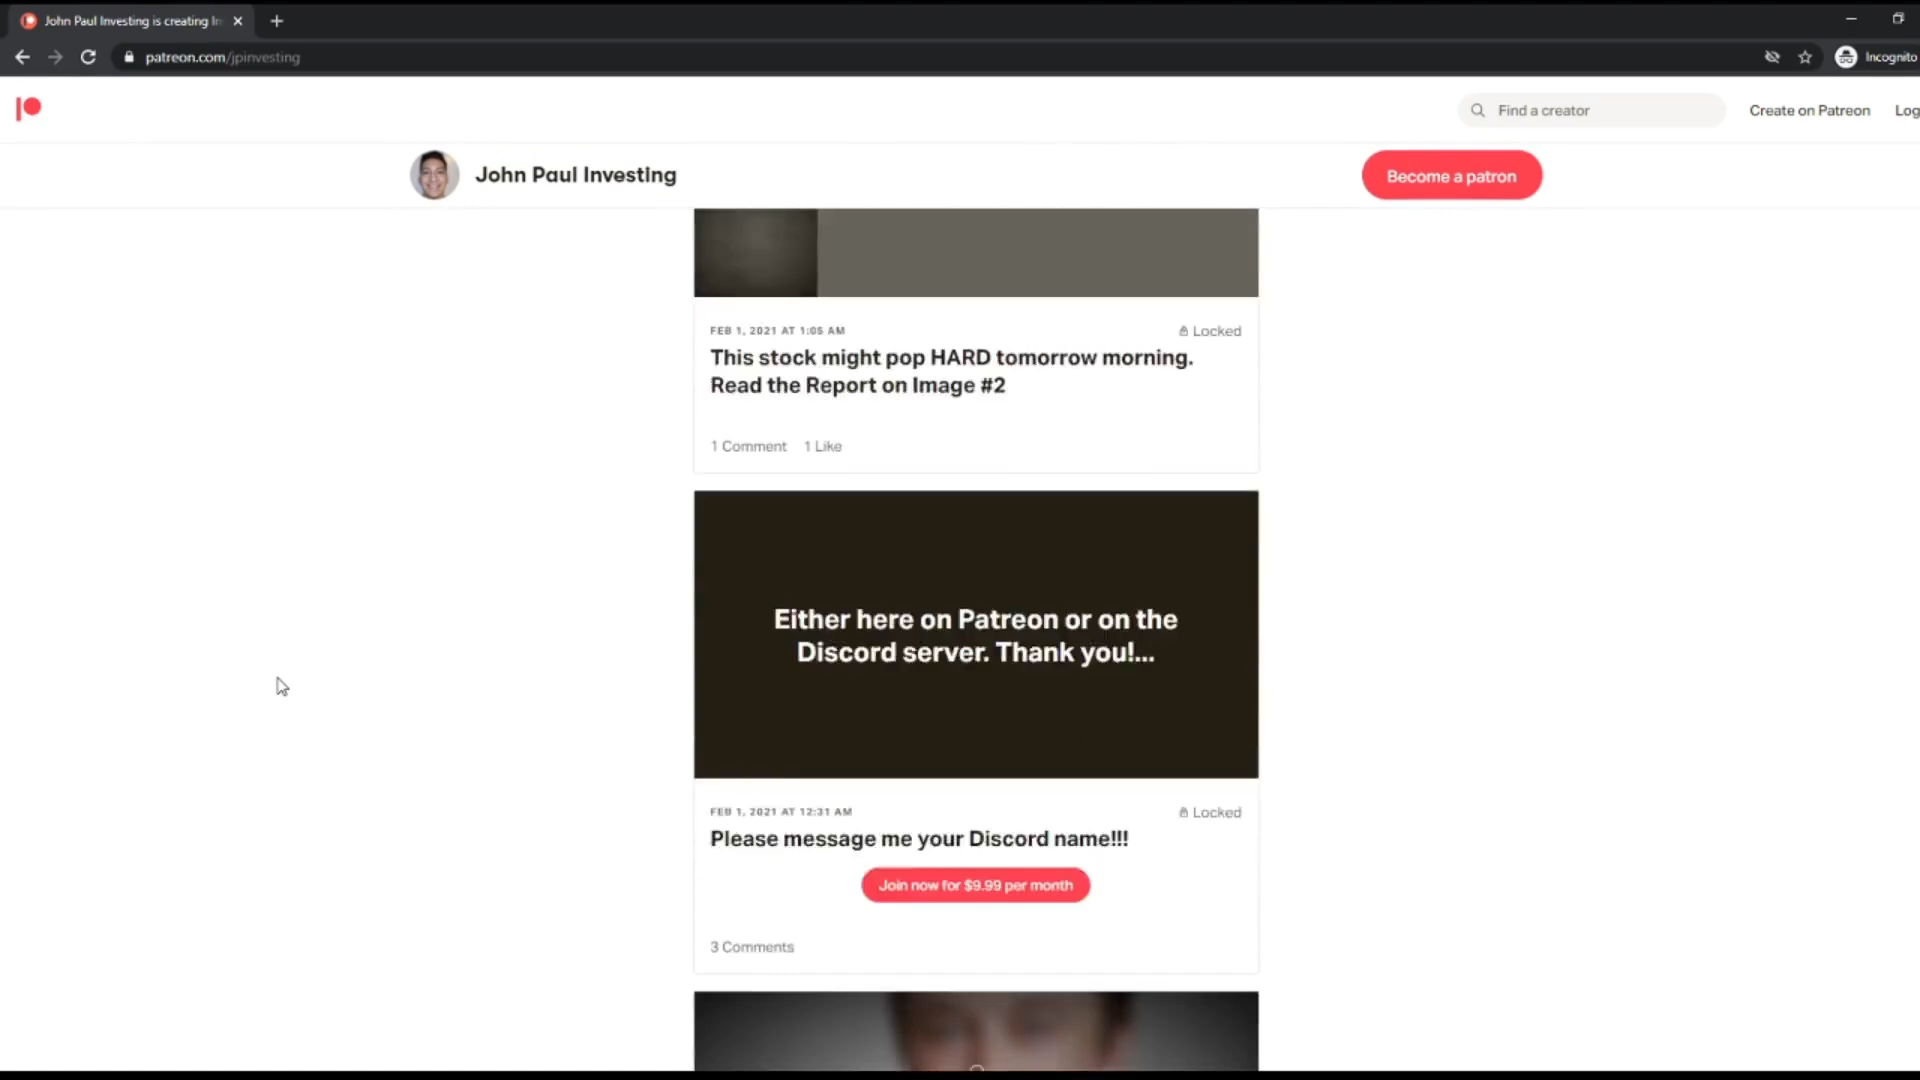 John Paul Investing is creating In
patreon.com/jpinvesting
Incognito
Find a creator
Create on Patreon
Log
John Paul Investing
Become a patron
FEB 1, 2021 AT 1:05 AM
Locked
This stock might pop HARD tomorrow morning.
Read the Report on Image #2
1 Comment 1 Like
Either here on Patreon or on the
Discord server. Thank you!...
FEB 1, 2021 AT 12:31 AM
Locked
Please message me your Discord name!!!
Join now for $9.99 per month
3 Comments